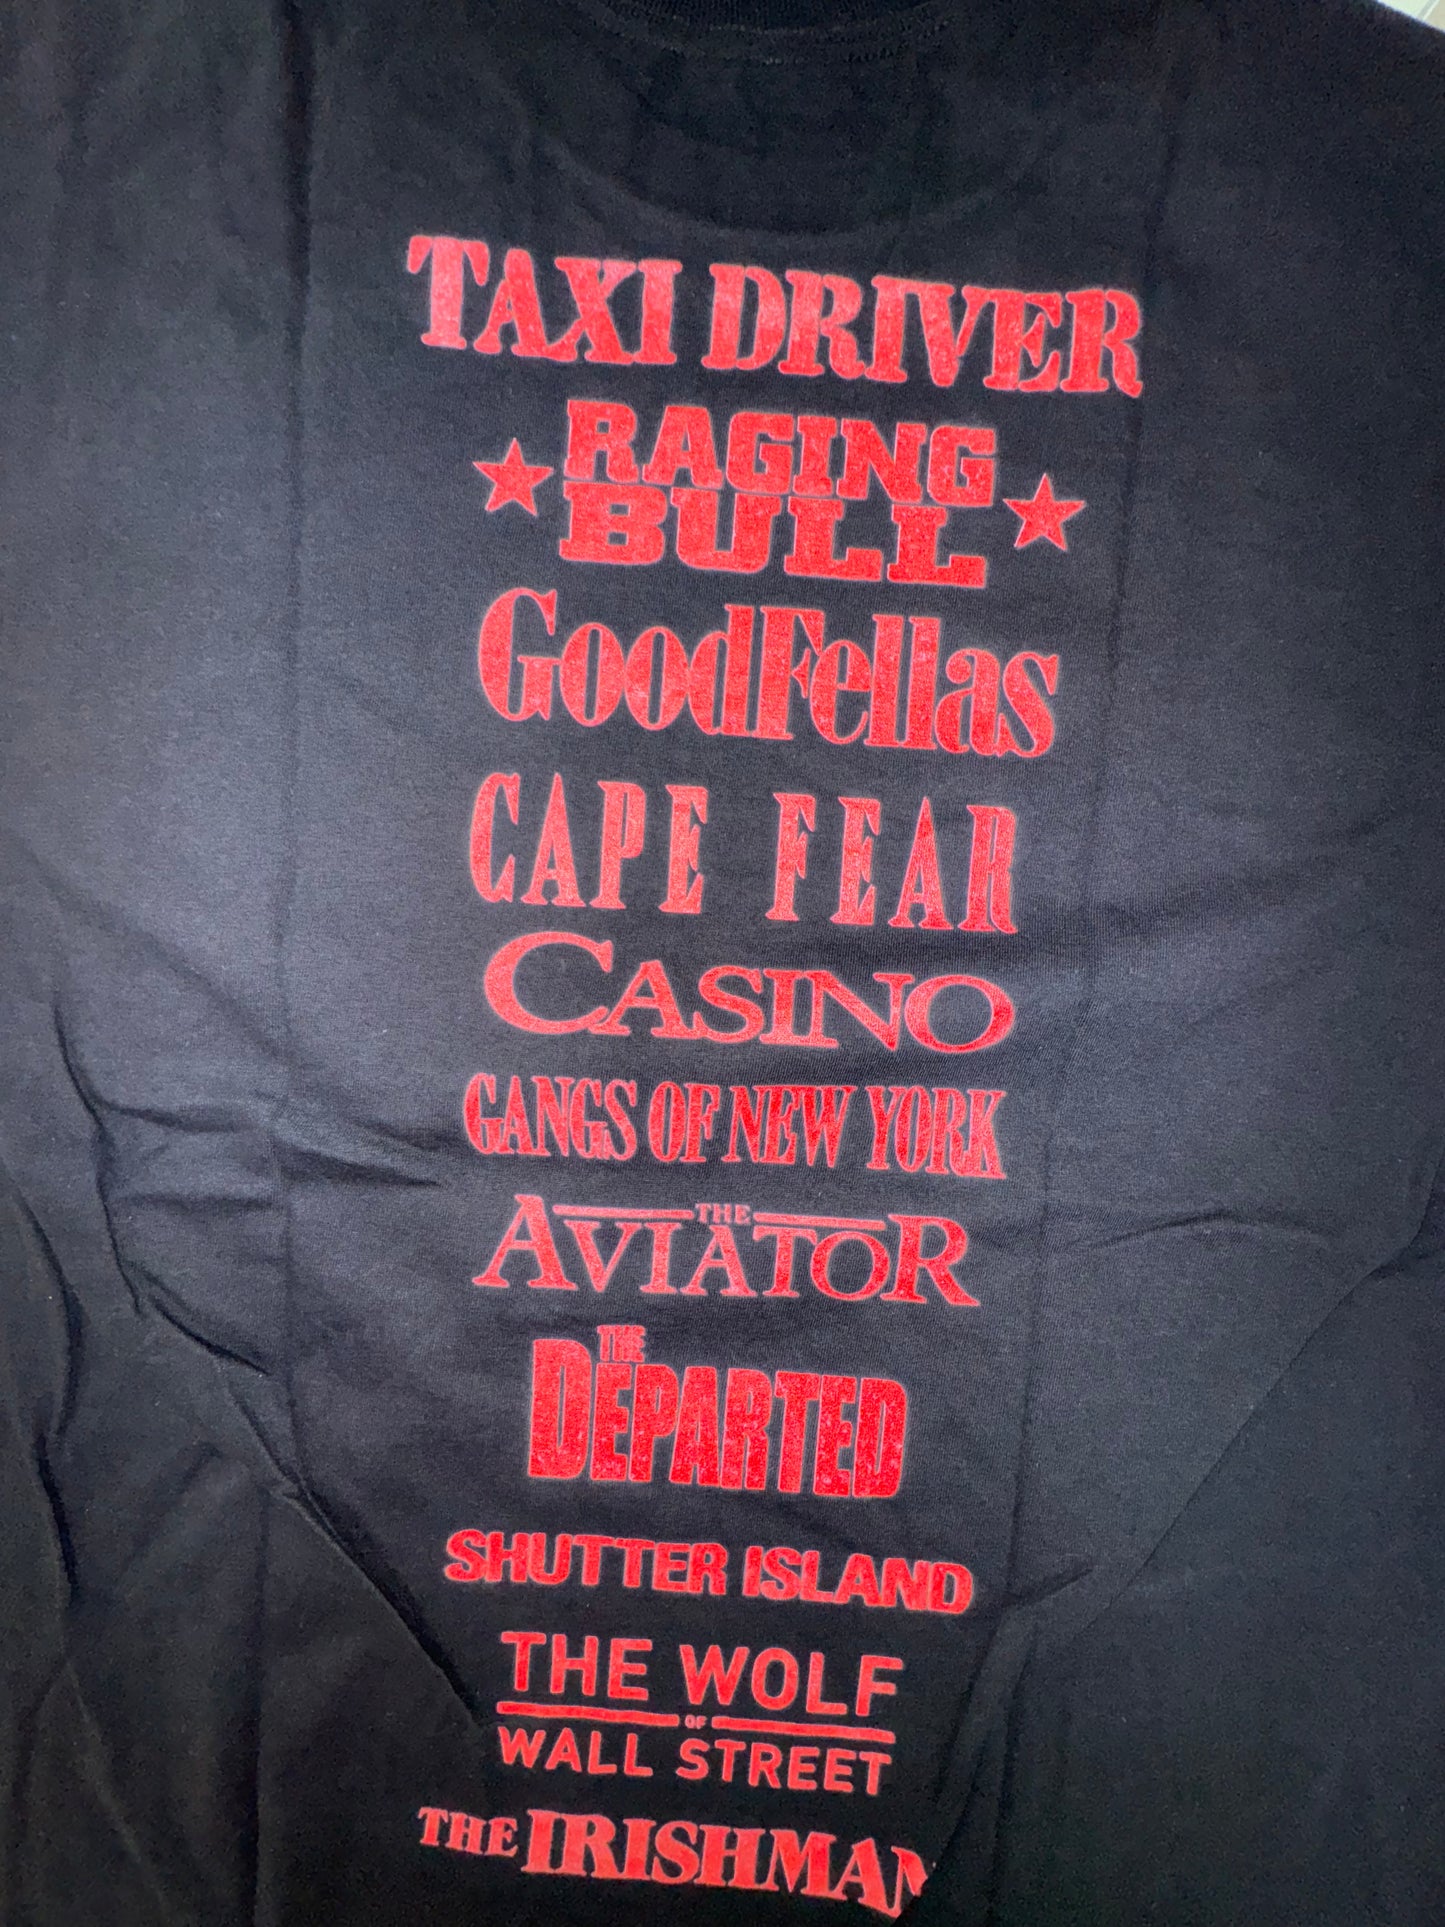 TAXI DRIVER
RAGING
BULL
GoodFellas
CAPE FEAR
CASINO
GANGS OF NEW YORK
THE
AVIATOR
THE
DEPARTED
SHUTTER ISLAND
THE WOLF
OF
WALL STREET
THE IRISHMAN